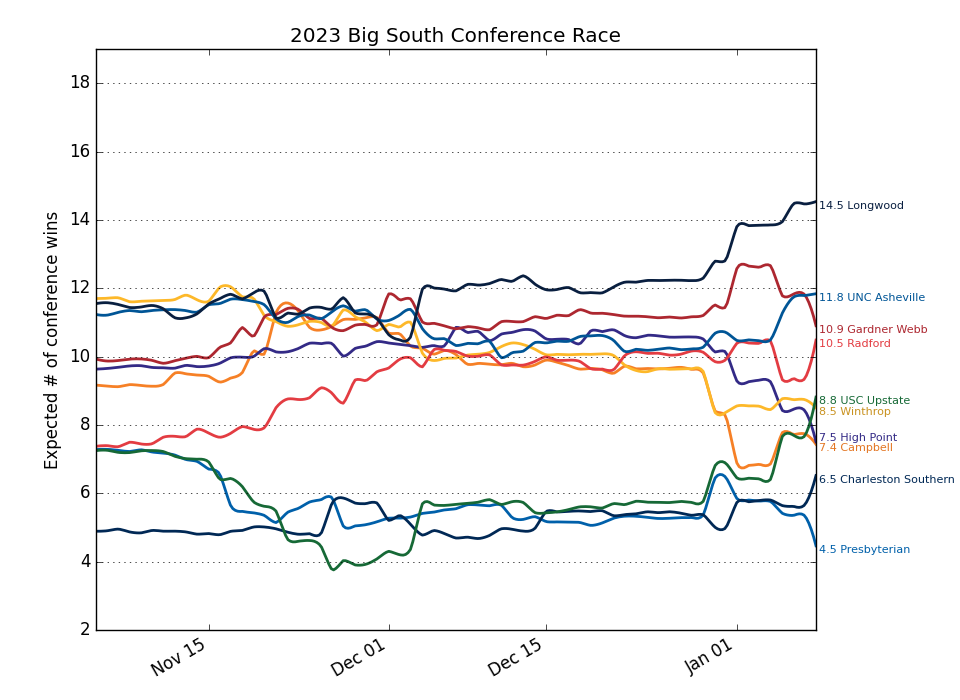 2023 Big South Conference Race
Expected # of conference wins
18
16
14
12
10
8
6
4
2
14.5 Longwood
11.8 UNC Asheville
10.9 Gardner Webb
10.5 Radford
8.8 USC Upstate
8.5 Winthrop
7.5 High Point
7.4 Campbell
6.5 Charleston Southern
4.5 Presbyterian
Nov 15
Dec 01
Dec 15
Jan 01